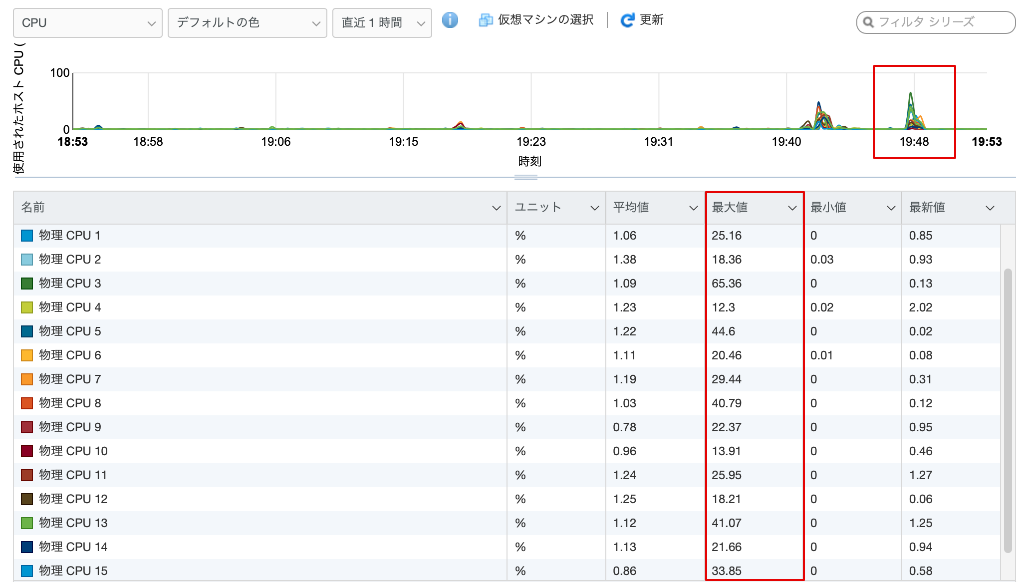 CPU デフォルトの色 直近 1 時間 仮想マシンの選択 更新 フィルタ シリーズ
使用されたホスト CPU (
100
0
18:53 18:58 19:06 19:15 19:23 19:31 19:40 19:48 19:53
時刻
名前 ユニット 平均値 最大値 最小値 最新値
物理 CPU 1 % 1.06 25.16 0 0.85
物理 CPU 2 % 1.38 18.36 0.03 0.93
物理 CPU 3 % 1.09 65.36 0 0.13
物理 CPU 4 % 1.23 12.3 0.02 2.02
物理 CPU 5 % 1.22 44.6 0 0.02
物理 CPU 6 % 1.11 20.46 0.01 0.08
物理 CPU 7 % 1.19 29.44 0 0.31
物理 CPU 8 % 1.03 40.79 0 0.12
物理 CPU 9 % 0.78 22.37 0 0.95
物理 CPU 10 % 0.96 13.91 0 0.46
物理 CPU 11 % 1.24 25.95 0 1.27
物理 CPU 12 % 1.25 18.21 0 0.06
物理 CPU 13 % 1.12 41.07 0 1.25
物理 CPU 14 % 1.13 21.66 0 0.94
物理 CPU 15 % 0.86 33.85 0 0.58